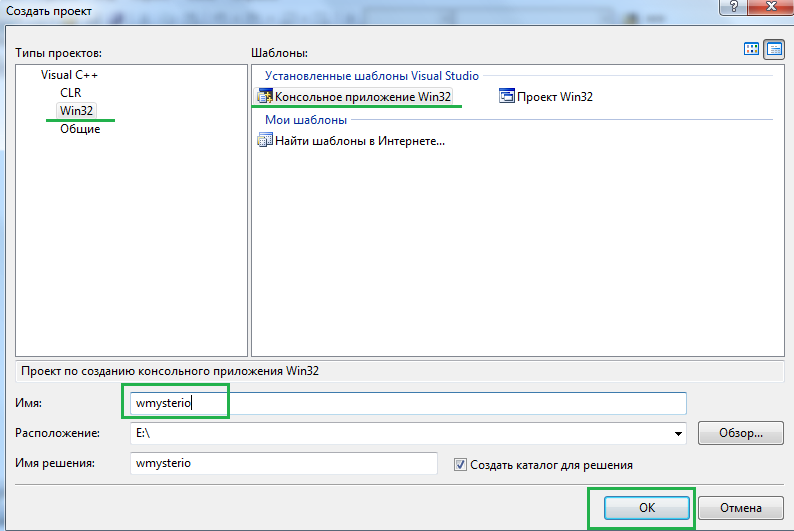 Создать проект
Типы проектов:
Шаблоны:
Visual C++
CLR
Win32
Общие
Установленные шаблоны Visual Studio
Консольное приложение Win32
Проект Win32
Мои шаблоны
Найти шаблоны в Интернете...
Проект по созданию консольного приложения Win32
Имя:
wmysterio
Расположение:
E:\
Обзор...
Имя решения:
wmysterio
Создать каталог для решения
OK
Отмена